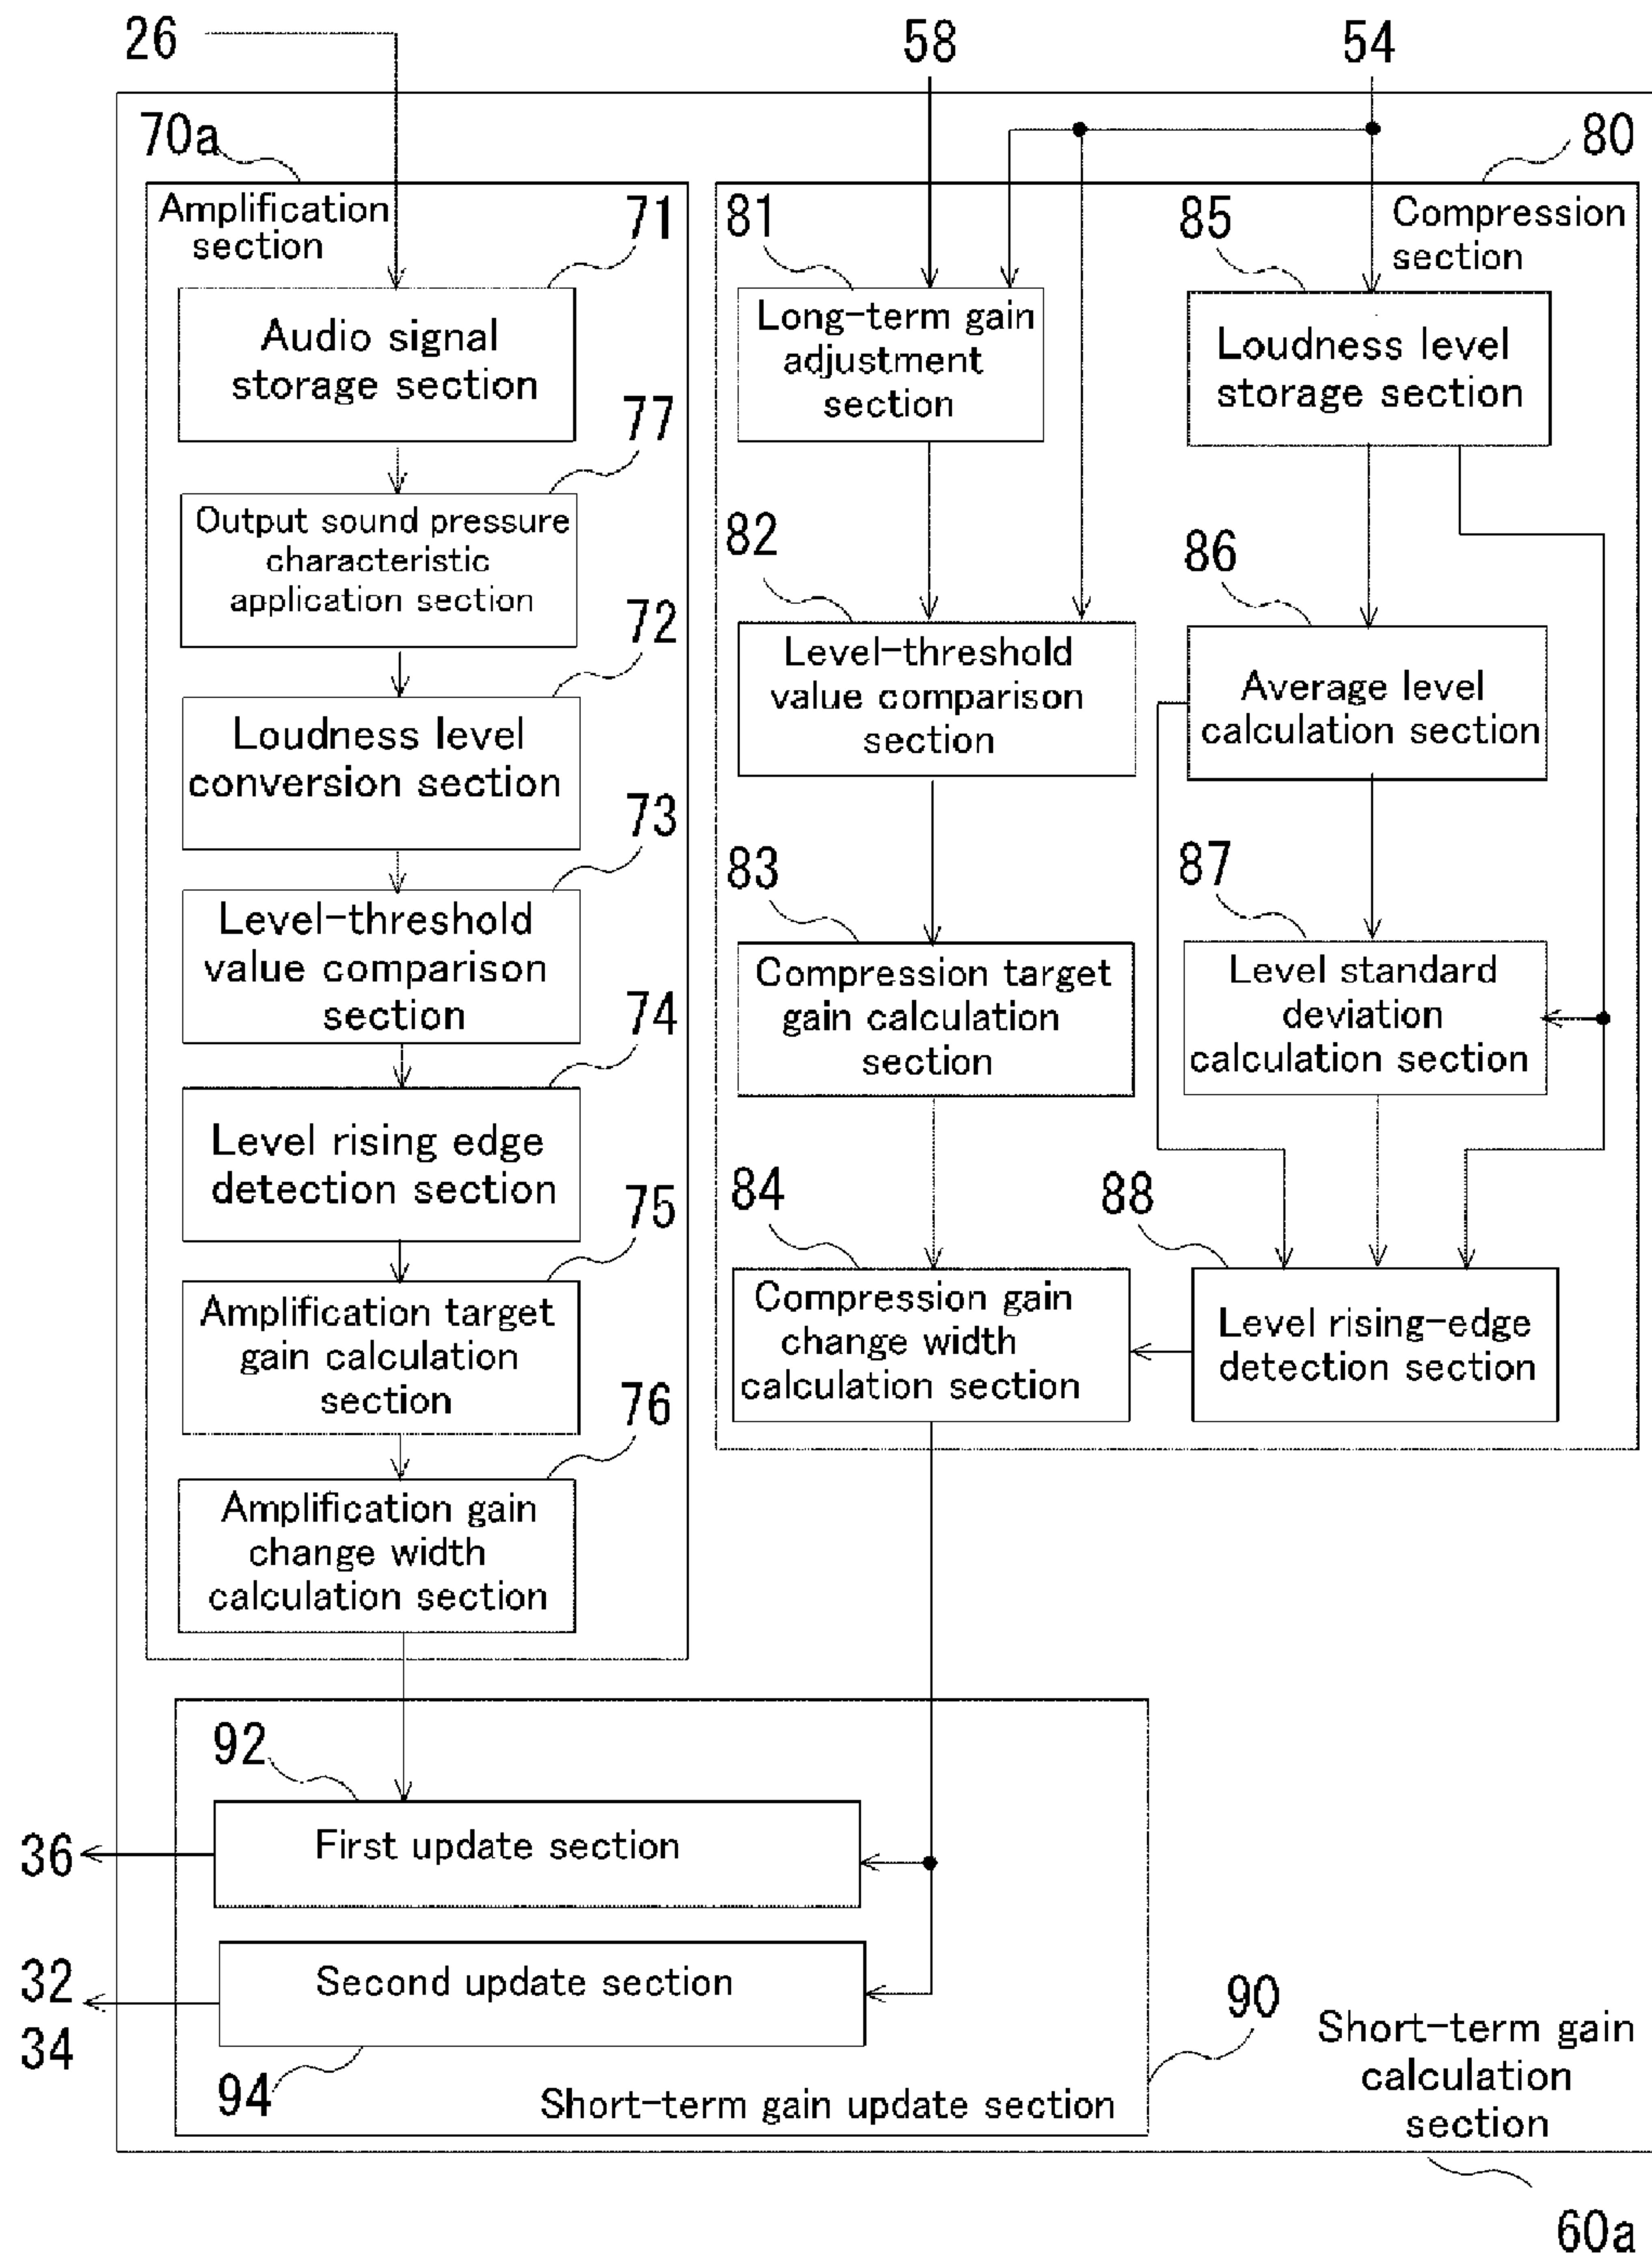 26
58
54
70a
80
Amplification
section
71
Audio signal
storage section
77
Output sound pressure
characteristic
application section
72
Loudness level
conversion section
73
Level-threshold
value comparison
section
74
Level rising edge
detection section
75
Amplification target
gain calculation
section
76
Amplification gain
change width
calculation section
Compression
section
81
Long-term gain
adjustment
section
82
Level-threshold
value comparison
section
83
Compression target
gain calculation
section
84
Compression gain
change width
calculation section
85
Loudness level
storage section
86
Average level
calculation section
87
Level standard
deviation
calculation section
88
Level rising-edge
detection section
92
First update section
36
Second update section
32
34
94
Short-term gain update section
90
Short-term gain
calculation
section
60a